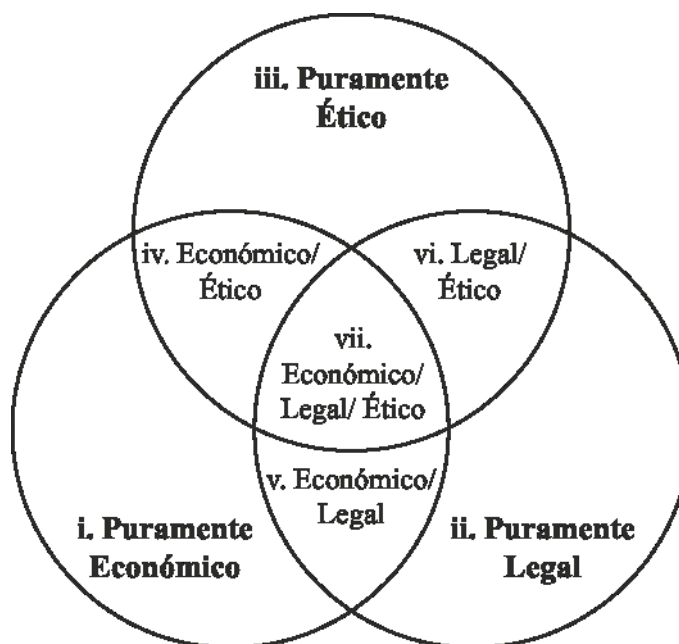 iii. Puramente
Ético
iv. Económico/
Ético
vi. Legal/
Ético
vii.
Económico/
Legal/ Ético
v. Económico/
Legal
i. Puramente
Económico
ii. Puramente
Legal